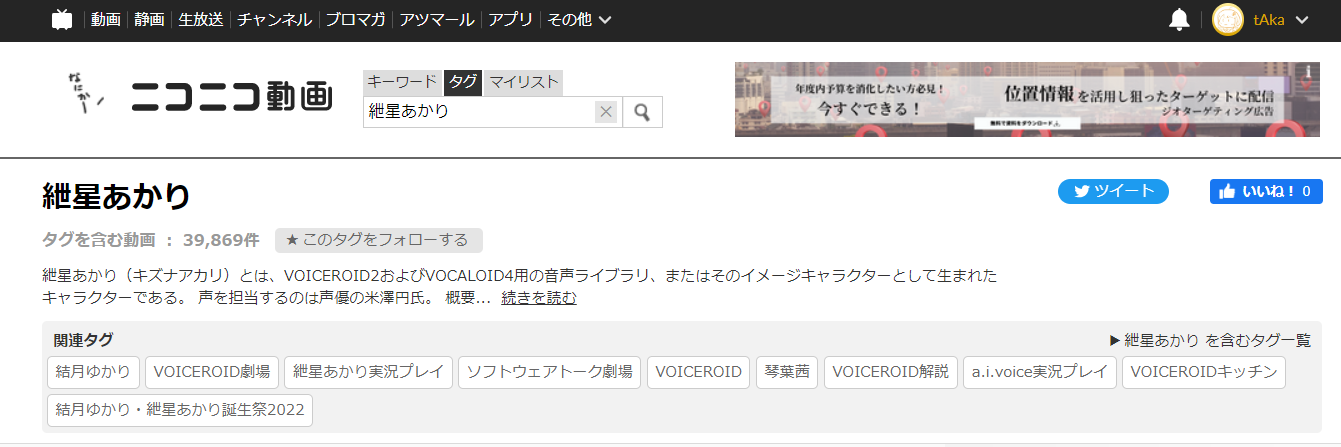 動画 静画 生放送 チャンネル ブロマガ アツマール アプリ その他 tAka
なにかー
ニコニコ動画
キーワード タグ マイリスト
紲星あかり
年度内予算を消化したい方必見！
今すぐできる！
位置情報を活用し狙ったターゲットに配信
ジオターゲティング広告
無料で資料をダウンロード
紲星あかり
ツイート いいね！ 0
タグを含む動画 ： 39,869件 ★このタグをフォローする
紲星あかり（キズナアカリ）とは、VOICEROID2およびVOCALOID4用の音声ライブラリ、またはそのイメージキャラクターとして生まれた
キャラクターである。 声を担当するのは声優の米澤円氏。 概要... 続きを読む
関連タグ ▶紲星あかり を含むタグ一覧
結月ゆかり VOICEROID劇場 紲星あかり実況プレイ ソフトウェアトーク劇場 VOICEROID 琴葉茜 VOICEROID解説 a.i.voice実況プレイ VOICEROIDキッチン
結月ゆかり・紲星あかり誕生祭2022